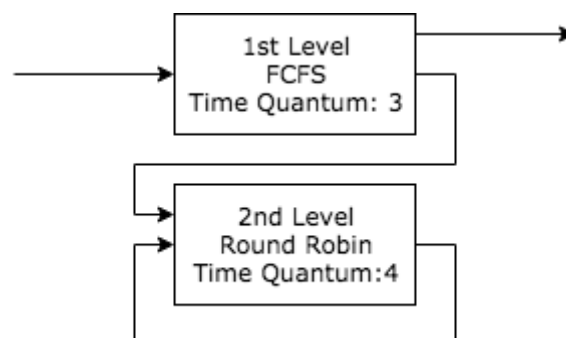 1st Level
FCFS
Time Quantum: 3
2nd Level
Round Robin
Time Quantum:4